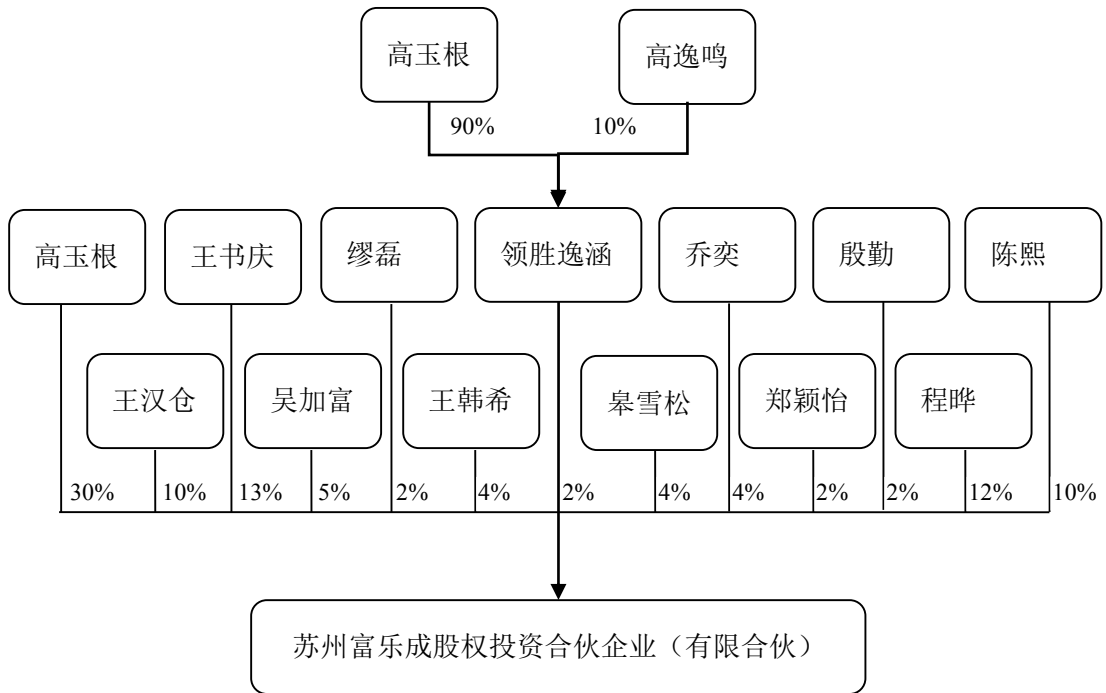 高玉根
高逸鸣
90%
10%
高玉根
王书庆
缪磊
领胜逸涵
乔奕
殷勤
陈熙
王汉仓
吴加富
王韩希
皋雪松
郑颖怡
程晔
30%
10%
13%
5%
2%
4%
2%
4%
4%
2%
2%
12%
10%
苏州富乐成股权投资合伙企业（有限合伙）